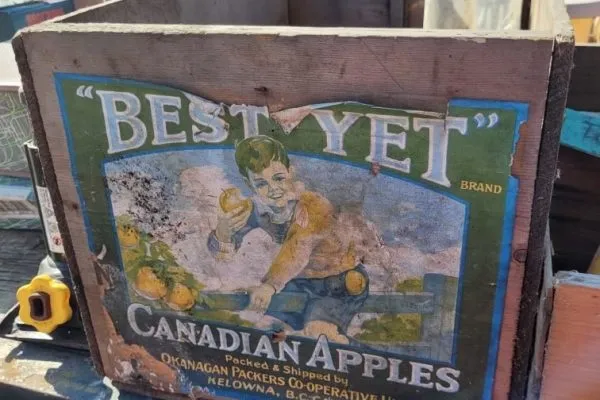 "BEST YET"
BRAND
CANADIAN APPLES
Packed & Shipped by
OKANAGAN PACKERS CO-OPERATIVE
KELOWNA, B.C.